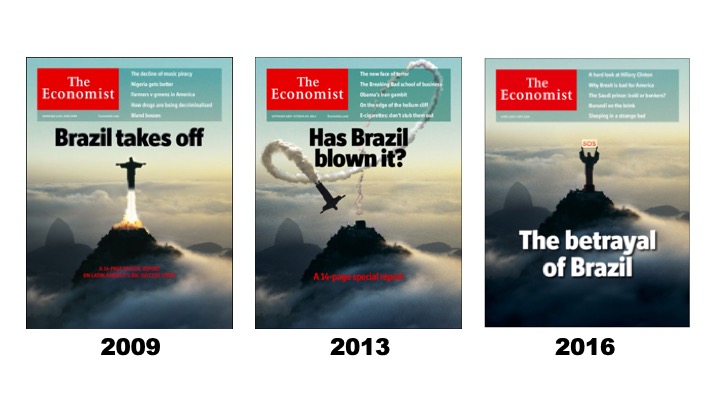 The
Economist
The decline of music piracy
Nigeria gets better
Farmers v greens in America
How drugs are being decriminalised
Bland bosses
Brazil takes off
A 14-PAGE SPECIAL REPORT
ON LATIN AMERICA'S BIG SUCCESS STORY
2009
The
Economist
The new face of terror
The Breaking Bad school of business
Obama's Iran gambit
On the edge of the helium cliff
E-cigarettes: don't stub them out
Has Brazil
blown it?
A 14-page special report
2013
The
Economist
A hard look at Hillary Clinton
Why Brexit is bad for America
The Saudi prince: bold or bonkers?
Burundi on the brink
Sleeping in a strange bed
SOS
The betrayal
of Brazil
2016